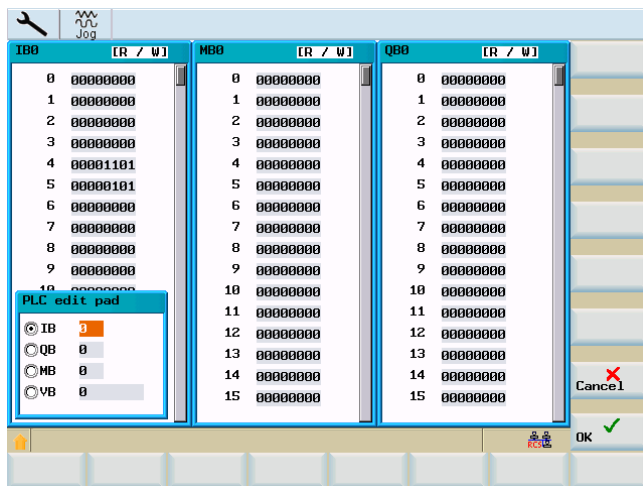 Jog
IB0 [R / W] MB0 [R / W] QB0 [R / W]
0 00000000 0 00000000 0 00000000
1 00000000 1 00000000 1 00000000
2 00000000 2 00000000 2 00000000
3 00000000 3 00000000 3 00000000
4 00001101 4 00000000 4 00000000
5 00000101 5 00000000 5 00000000
6 00000000 6 00000000 6 00000000
7 00000000 7 00000000 7 00000000
8 00000000 8 00000000 8 00000000
9 00000000 9 00000000 9 00000000
10 00000000 10 00000000 10 00000000
PLC edit pad 11 00000000 11 00000000
IB 0 12 00000000 12 00000000
QB 0 13 00000000 13 00000000
MB 0 14 00000000 14 00000000
VB 0 15 00000000 15 00000000
Cancel
OK